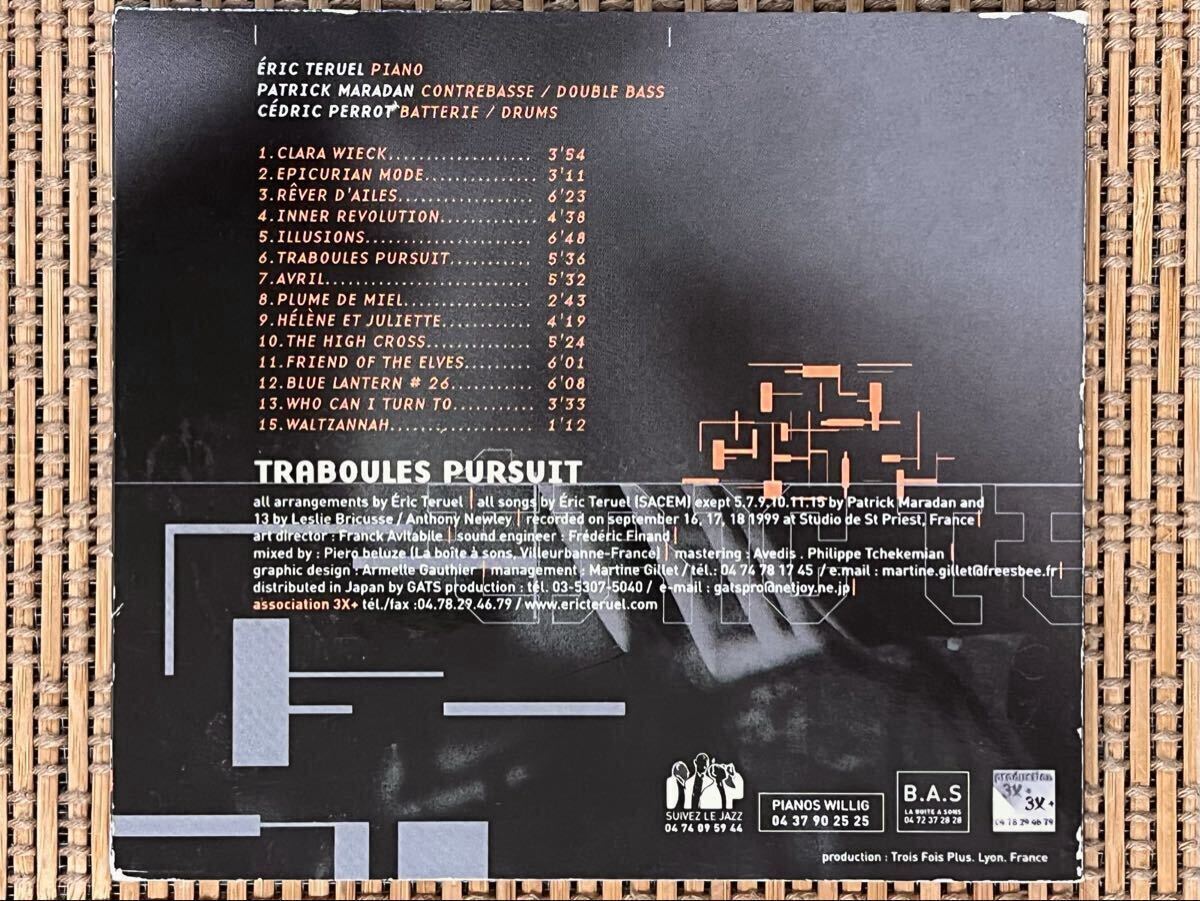 ÉRIC TERUEL PIANO
PATRICK MARADAN CONTREBASSE / DOUBLE BASS
CÉDRIC PERROT BATTERIE / DRUMS
1.CLARA WIECK.................... 3'54
2.EPICURIAN MODE............... 3'11
3.RÊVER D'AILES................... 6'23
4.INNER REVOLUTION............. 4'38
5.ILLUSIONS....................... 6'48
6.TRABOULES PURSUIT........... 5'36
7.AVRIL............................ 5'32
8.PLUME DE MIEL.................. 2'43
9.HÉLÈNE ET JULIETTE............ 4'19
10.THE HIGH CROSS............... 5'24
11.FRIEND OF THE ELVES......... 6'01
12.BLUE LANTERN # 26........... 6'08
13.WHO CAN I TURN TO........... 3'33
15.WALTZANNAH.................... 1'12
TRABOULES PURSUIT
all arrangements by Éric Teruel | all songs by Éric Teruel (SACEM) exept 5.7.9.10.11.15 by Patrick Maradan and
13 by Leslie Bricusse / Anthony Newley | recorded on september 16, 17, 18 1999 at Studio de St Priest, France |
art director : Franck Avitabile | sound engineer : Frédéric Finand |
mixed by : Piero beluze (La boîte à sons, Villeurbanne-France) | mastering : Avedis . Philippe Tchekemian |
graphic design : Armelle Gauthier | management : Martine Gillet / tél.: 04 74 78 17 45 / e.mail : martine.gillet@freesbee.fr |
distributed in Japan by GATS production : tél. 03-5307-5040 / e-mail : gatspro@netjoy.ne.jp |
association 3X+ tél./fax :04.78.29.46.79 / www.ericteruel.com
SUIVEZ LE JAZZ
04 74 09 59 44
PIANOS WILLIG
04 37 90 25 25
B.A.S
LA BOITE A SONS
04 72 37 28 28
production
3X+
3X+
04 78 29 46 79
production : Trois Fois Plus. Lyon. France